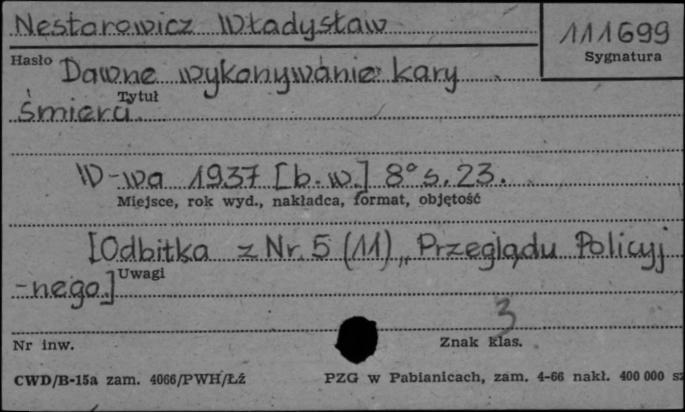 Nestorowicz Władysław
111699
Hasło
Sygnatura
Dawne wykonywanie kary
Tytuł
śmierci.
W-wa 1937 [b.w.] 8° s. 23.
Miejsce, rok wyd., nakładca, format, objętość
[Odbitka z Nr. 5 (11) „Przeglądu Policyj
Uwagi
-nego.]
3
Nr inw.
Znak klas.
CWD/B-15a zam. 4066/PWH/Łź
PZG w Pabianicach, zam. 4-66 nakł. 400 000 sz